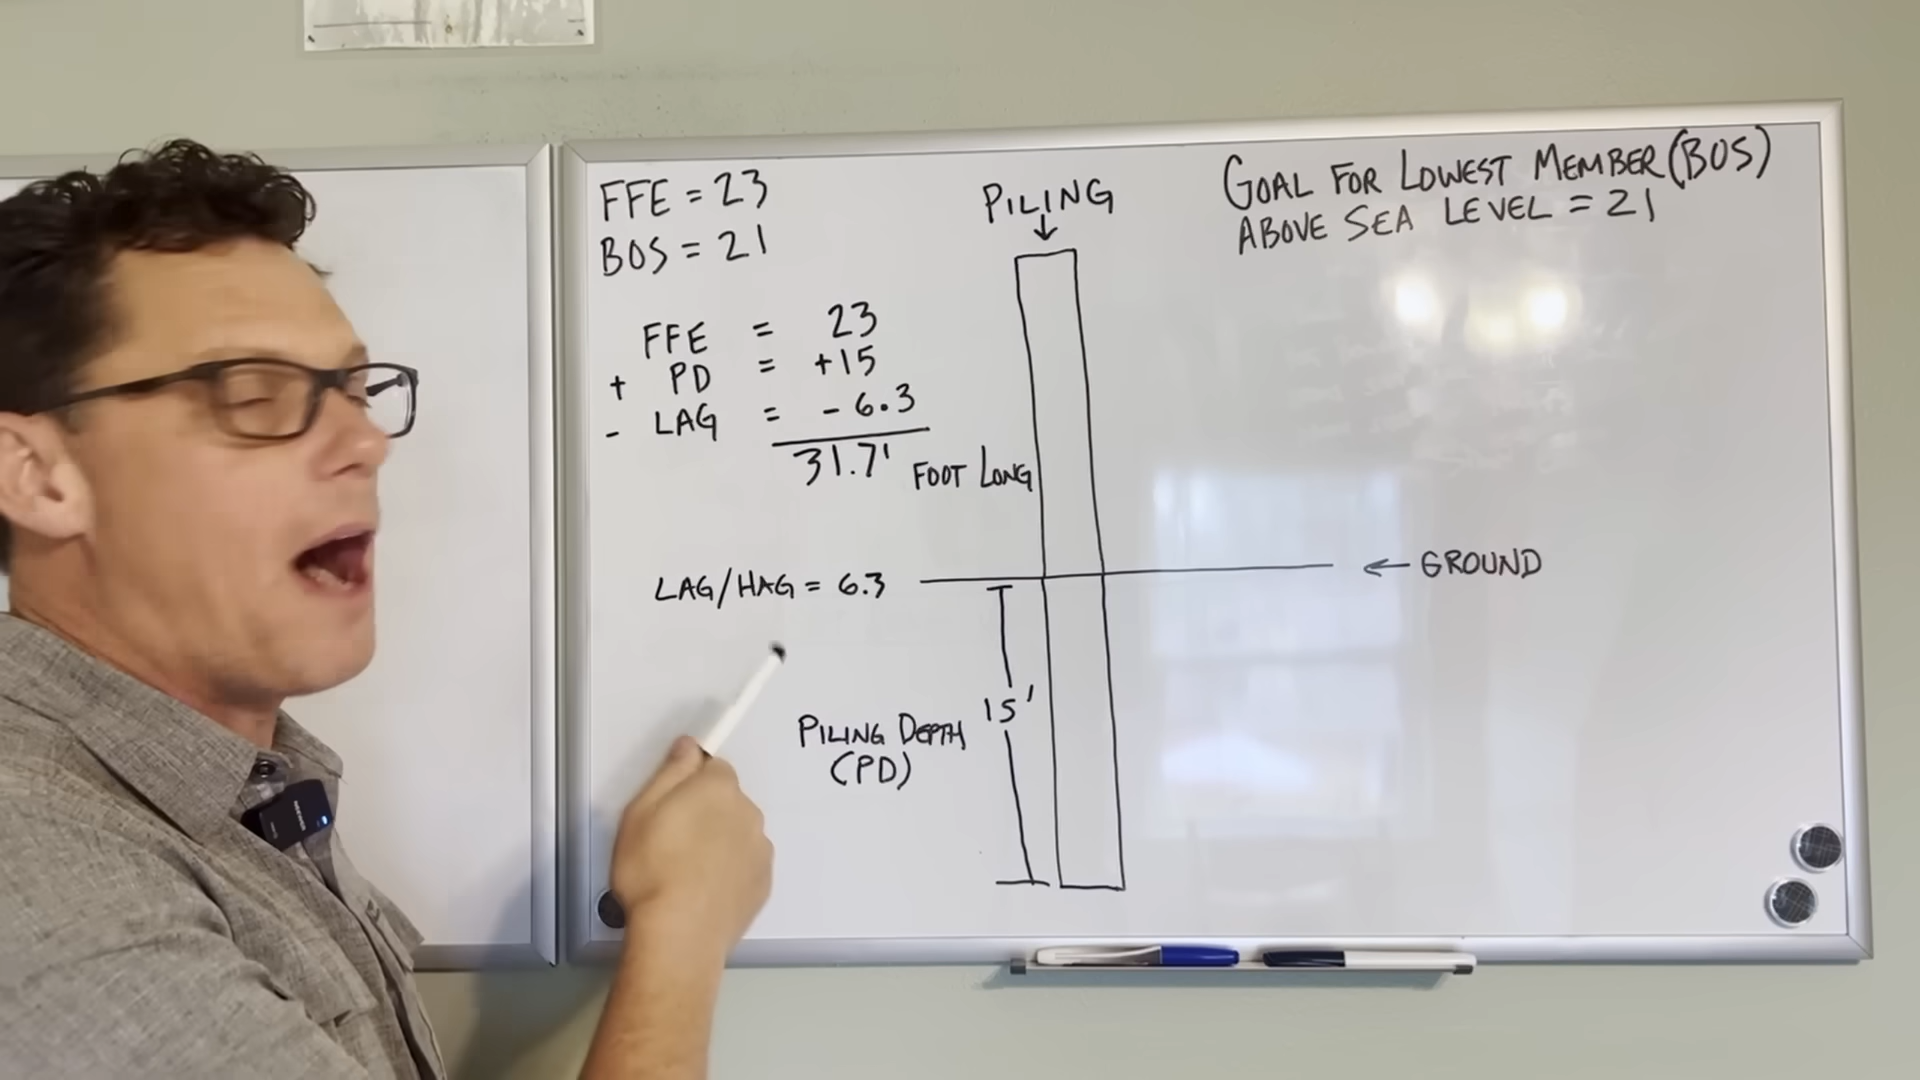 FFE = 23
BOS = 21
FFE = 23
+ PD = +15
- LAG = - 6.3
31.7' FOOT LONG
LAG/HAG = 6.3
PILING DEPTH
(PD)
15'
PILING
↓
GOAL FOR LOWEST MEMBER (BOS)
ABOVE SEA LEVEL = 21
← GROUND